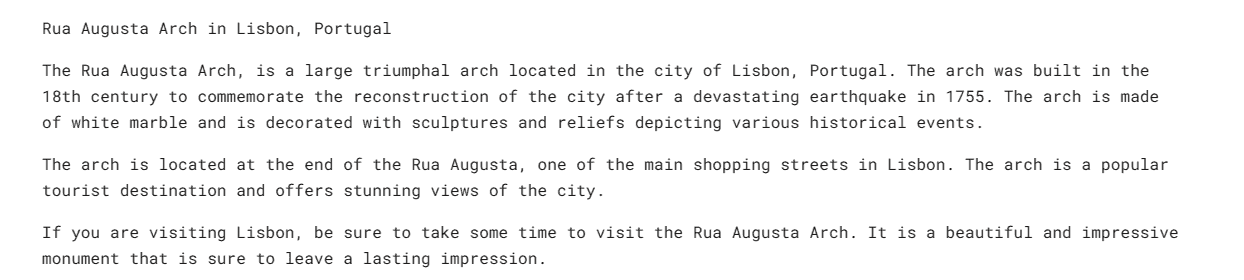 Rua Augusta Arch in Lisbon, Portugal
The Rua Augusta Arch, is a large triumphal arch located in the city of Lisbon, Portugal. The arch was built in the
18th century to commemorate the reconstruction of the city after a devastating earthquake in 1755. The arch is made
of white marble and is decorated with sculptures and reliefs depicting various historical events.
The arch is located at the end of the Rua Augusta, one of the main shopping streets in Lisbon. The arch is a popular
tourist destination and offers stunning views of the city.
If you are visiting Lisbon, be sure to take some time to visit the Rua Augusta Arch. It is a beautiful and impressive
monument that is sure to leave a lasting impression.